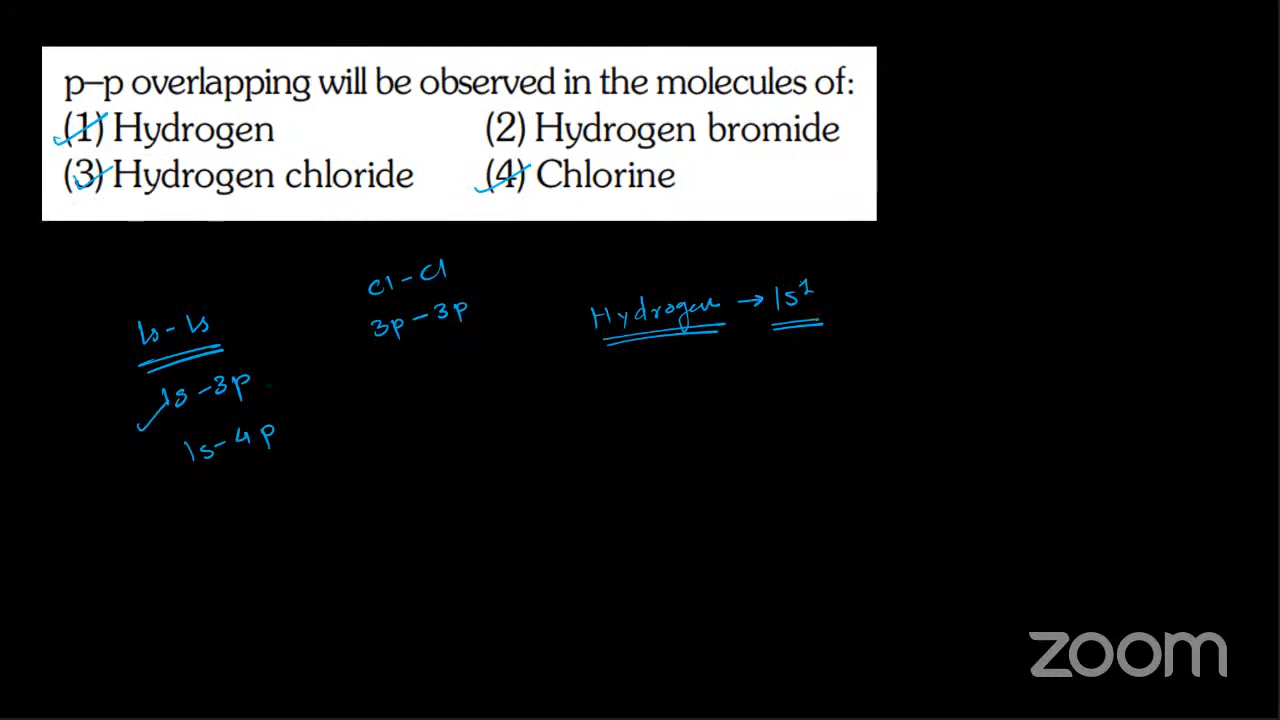 p–p overlapping will be observed in the molecules of:
(1) Hydrogen (2) Hydrogen bromide
(3) Hydrogen chloride (4) Chlorine
Cl - Cl
3p - 3p
Hydrogen → 1s¹
1s - 1s
1s - 3p
1s - 4p
zoom